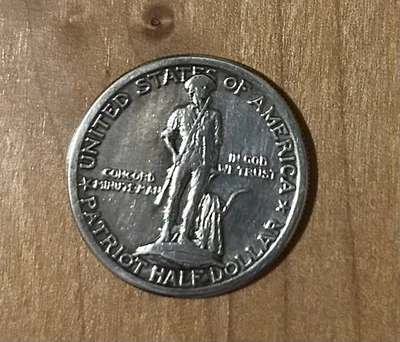 UNITED STATES OF AMERICA
CONCORD
MINUTE-MAN
IN GOD
WE TRUST
★ PATRIOT HALF DOLLAR ★